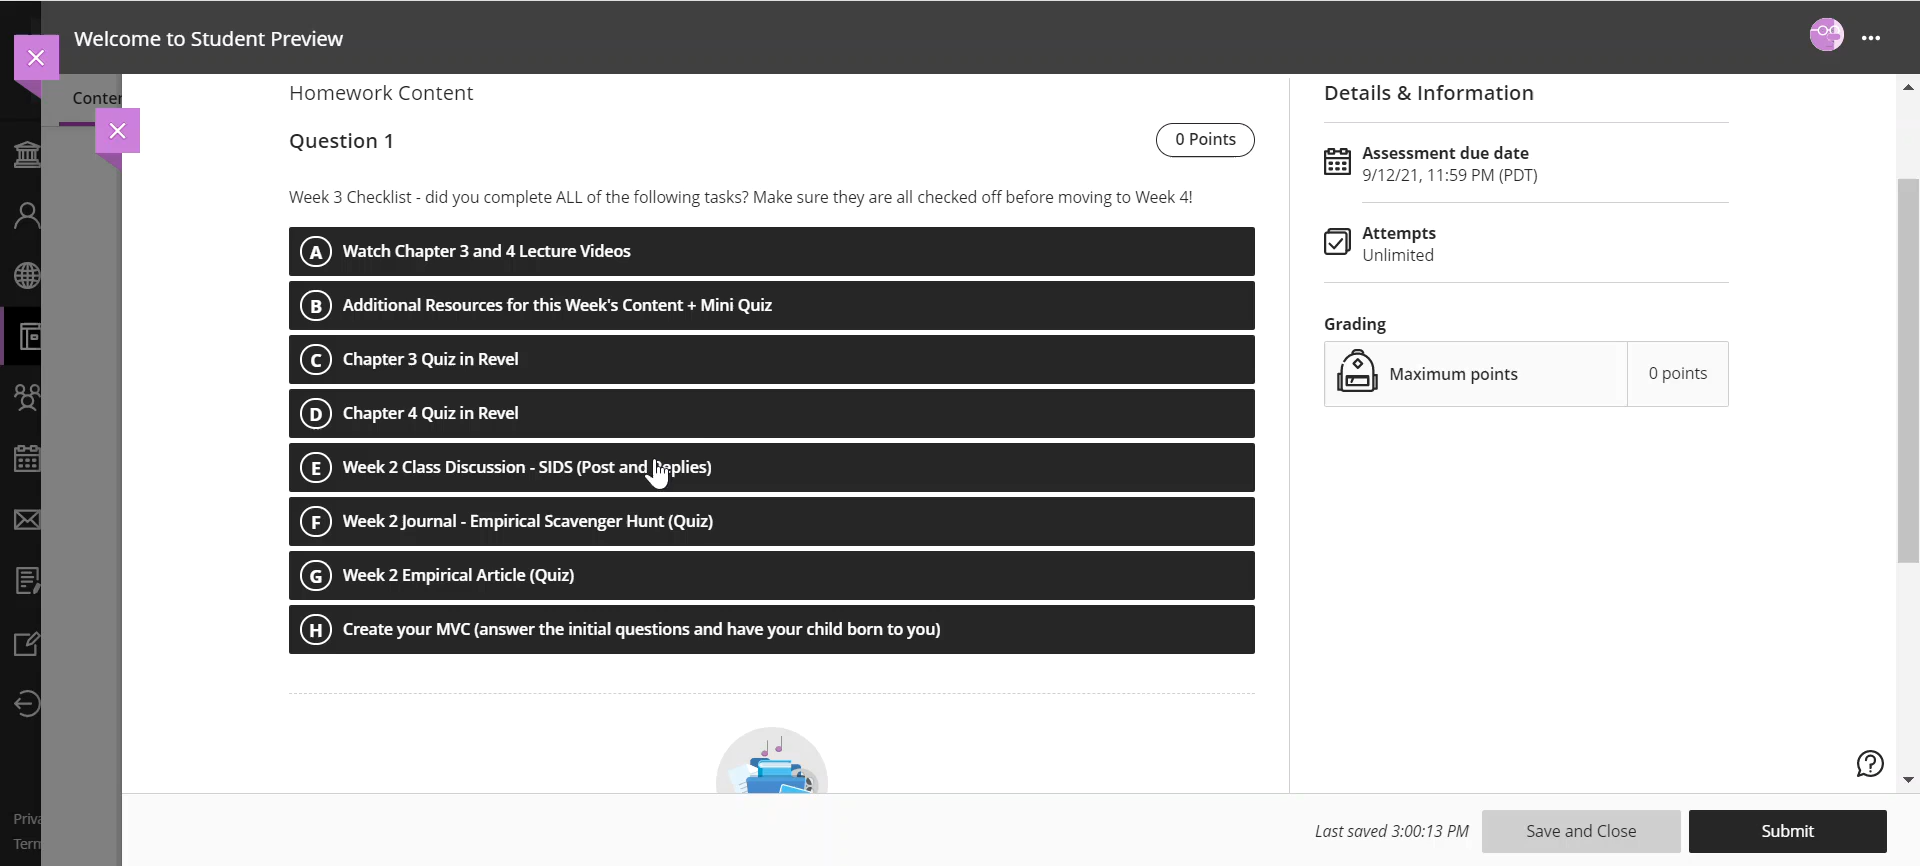 Welcome to Student Preview
Homework Content
Question 1
0 Points
Week 3 Checklist - did you complete ALL of the following tasks? Make sure they are all checked off before moving to Week 4!
A Watch Chapter 3 and 4 Lecture Videos
B Additional Resources for this Week's Content + Mini Quiz
C Chapter 3 Quiz in Revel
D Chapter 4 Quiz in Revel
E Week 2 Class Discussion - SIDS (Post and Replies)
F Week 2 Journal - Empirical Scavenger Hunt (Quiz)
G Week 2 Empirical Article (Quiz)
H Create your MVC (answer the initial questions and have your child born to you)
Details & Information
Assessment due date
9/12/21, 11:59 PM (PDT)
Attempts
Unlimited
Grading
Maximum points
0 points
Last saved 3:00:13 PM
Save and Close
Submit